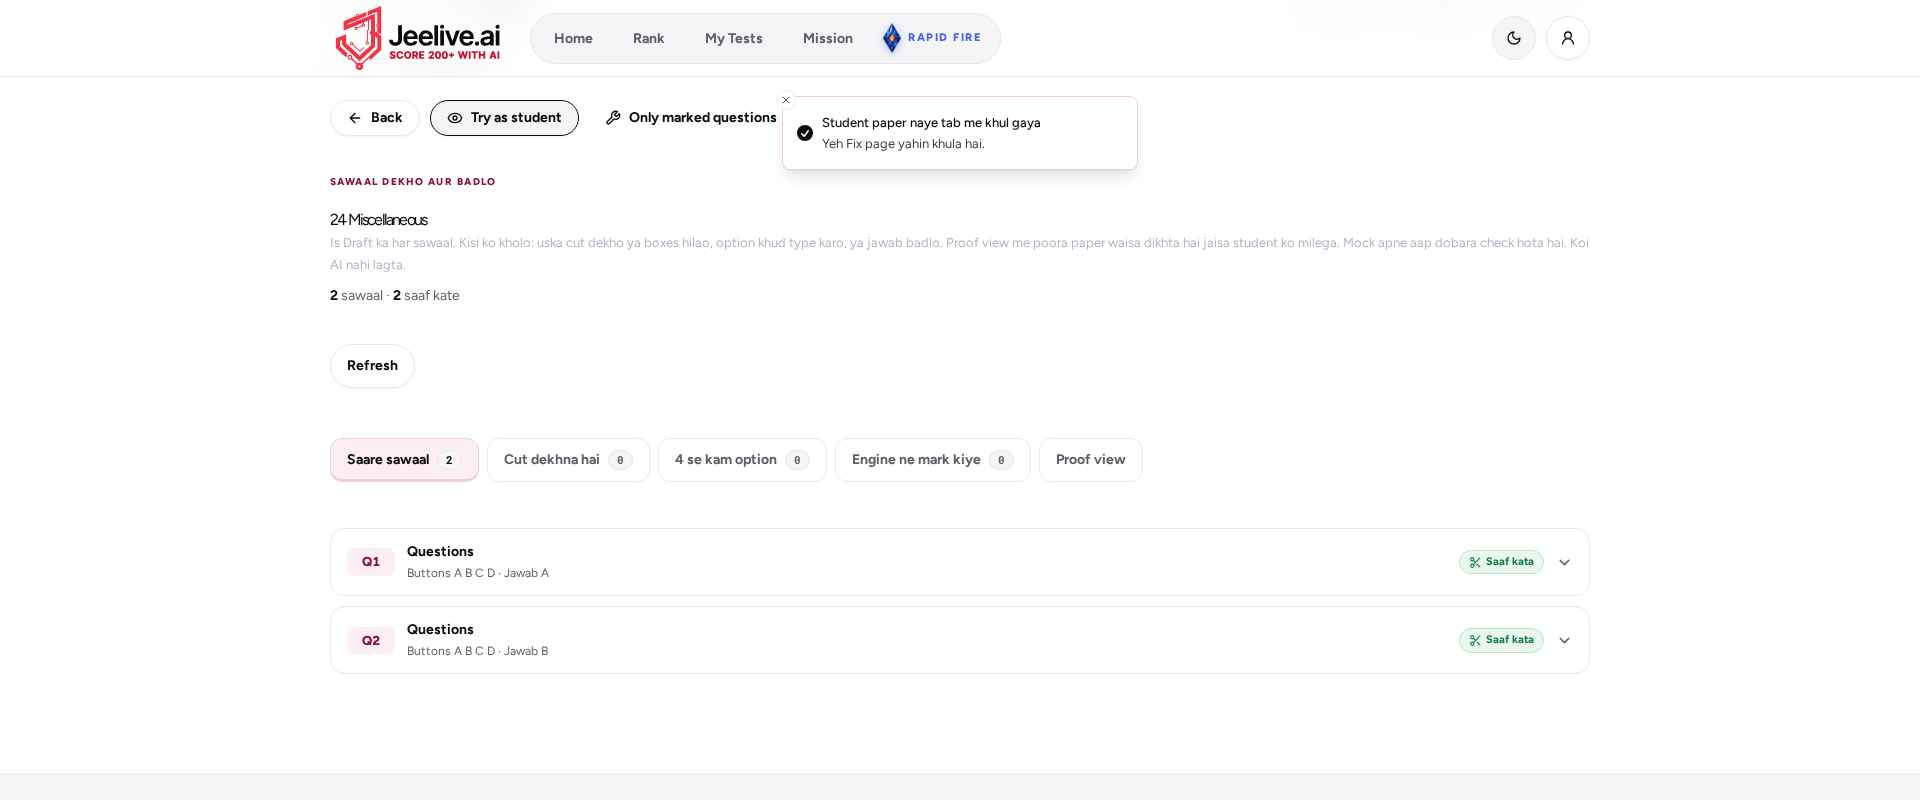 Jeelive.ai
SCORE 200+ WITH AI
Home
Rank
My Tests
Mission
RAPID FIRE
Back
Try as student
Only marked questions
Student paper naye tab me khul gaya
Yeh Fix page yahin khula hai.
SAWAAL DEKHO AUR BADLO
24 Miscellaneous
Is Draft ka har sawaal. Kisi ko kholo: uska cut dekho ya boxes hilao, option khud type karo, ya jawab badlo. Proof view me poora paper waisa dikhta hai jaisa student ko milega. Mock apne aap dobara check hota hai. Koi
AI nahi lagta.
2 sawaal · 2 saaf kate
Refresh
Saare sawaal 2
Cut dekhna hai 0
4 se kam option 0
Engine ne mark kiye 0
Proof view
Q1
Questions
Buttons A B C D · Jawab A
Saaf kata
Q2
Questions
Buttons A B C D · Jawab B
Saaf kata